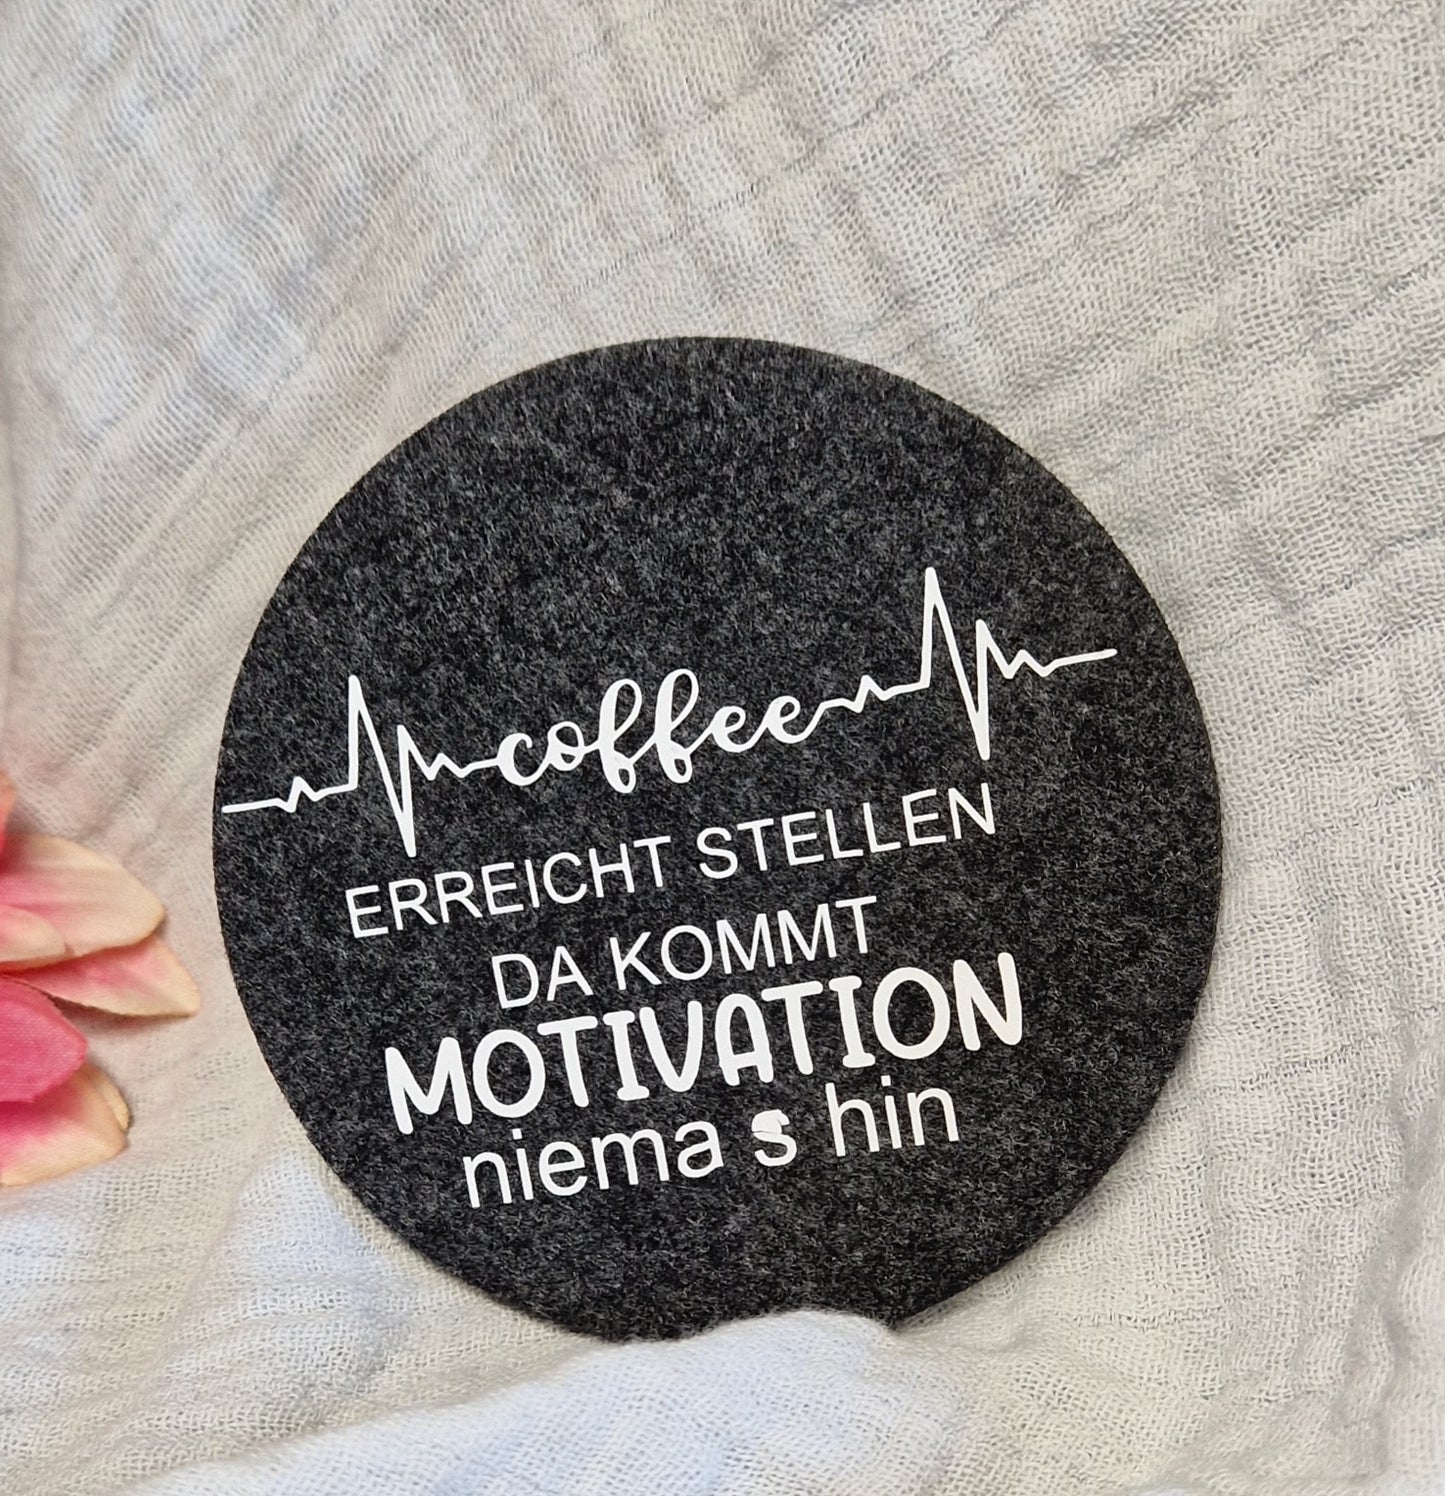 coffee
ERREICHT STELLEN
DA KOMMT
MOTIVATION
niema s hin